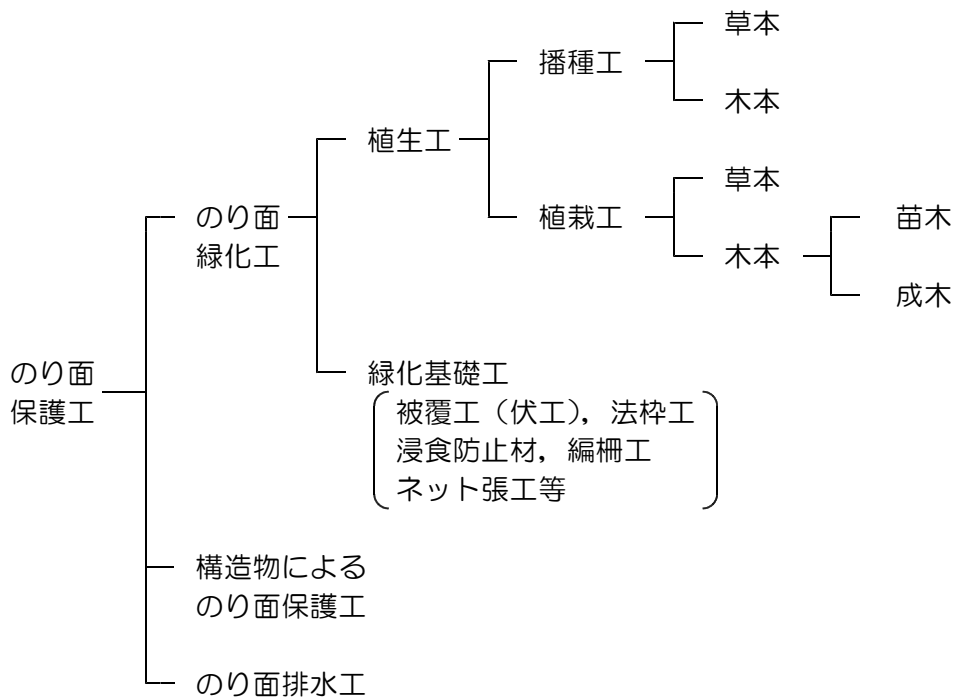 草本
播種工
木本
植生工
草本
のり面
緑化工
植栽工
木本
苗木
成木
のり面
保護工
緑化基礎工
被覆工（伏工），法枠工
浸食防止材，編柵工
ネット張工等
構造物による
のり面保護工
のり面排水工